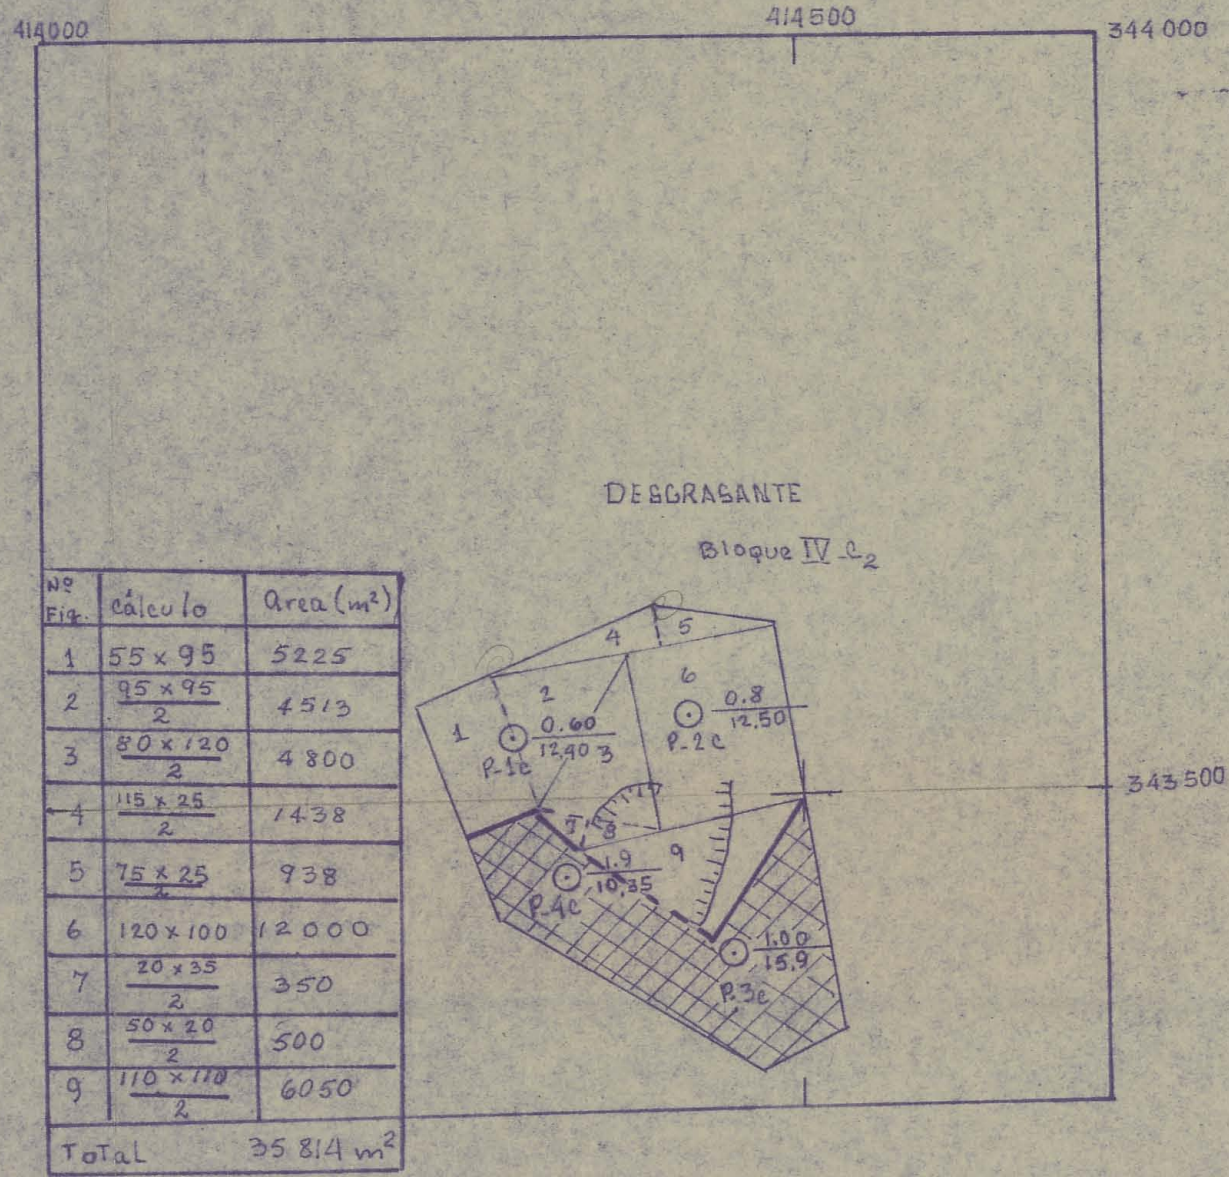 414000 414500 344 000
DESGRASANTE
Bloque IV-C₂
Nº Fig. cálculo Area (m²)
1 55 x 95 5225
2 95 x 95 / 2 4513
3 80 x 120 / 2 4800
4 115 x 25 / 2 1438
5 75 x 25 / 2 938
6 120 x 100 12000
7 20 x 35 / 2 350
8 50 x 20 / 2 500
9 110 x 110 / 2 6050
Total 35 814 m²
4 5
2 6
1 P-1c 0.60 / 12,40 3
P-2c 0.8 / 12.50
343500
7 8 9
P-4c 1.9 / 10,35
P.3c 1.00 / 15.9